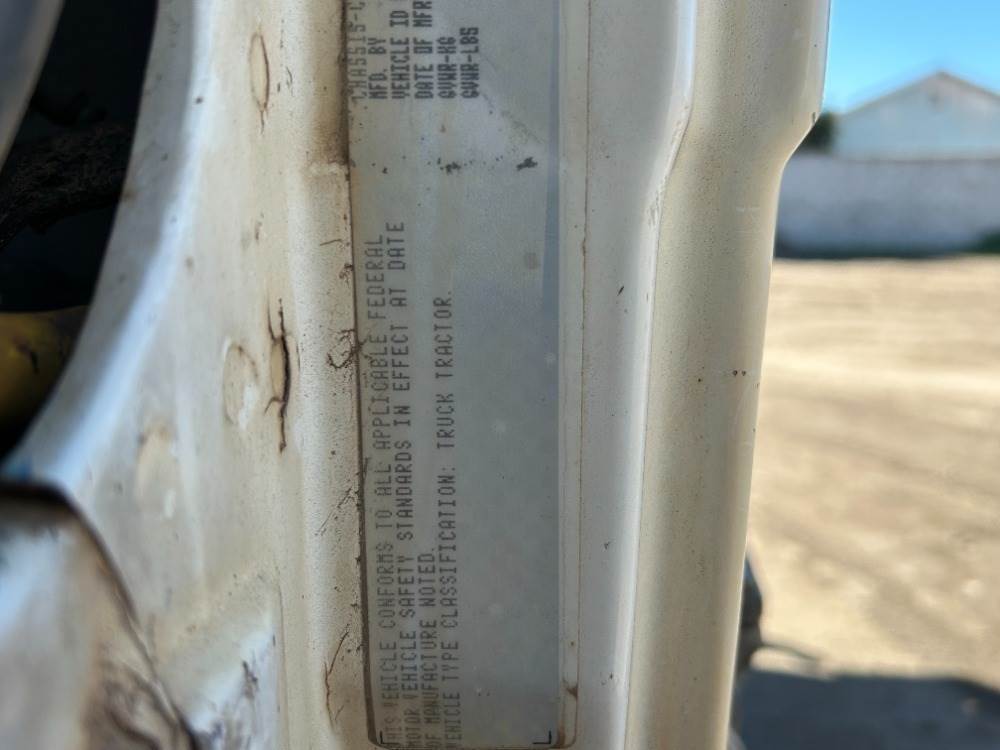 CHASSIS-C
MFD. BY
VEHICLE ID
DATE OF MFR
GVWR-KG
GVWR-LBS
THIS VEHICLE CONFORMS TO ALL APPLICABLE FEDERAL
MOTOR VEHICLE SAFETY STANDARDS IN EFFECT AT DATE
OF MANUFACTURE NOTED.
VEHICLE TYPE CLASSIFICATION: TRUCK TRACTOR.